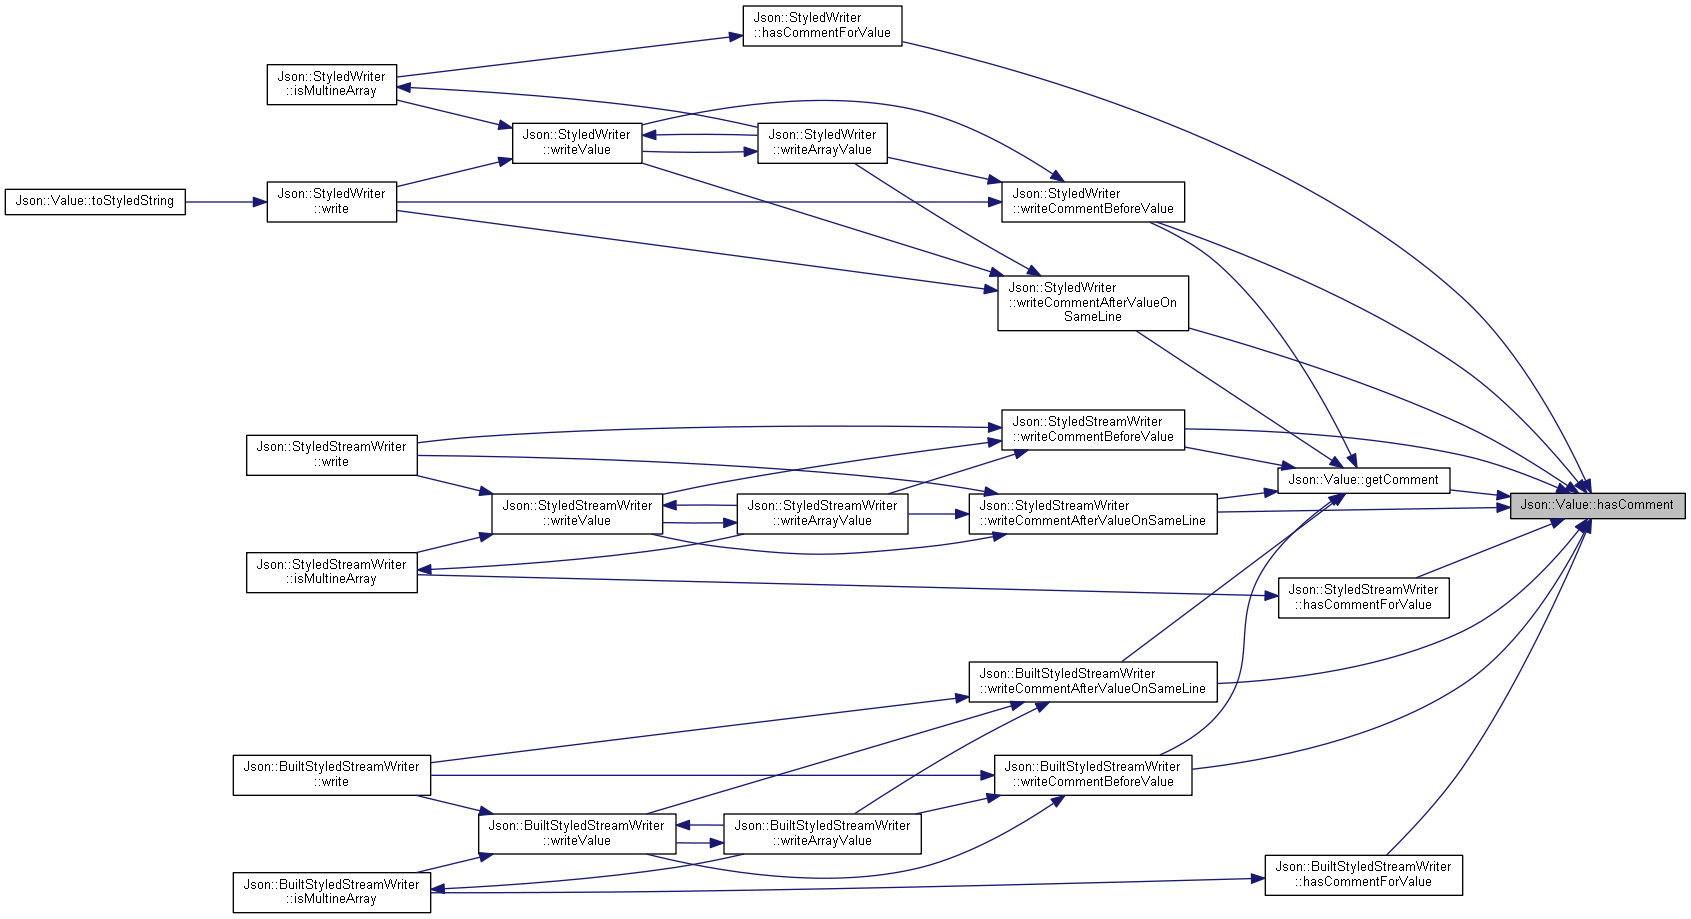 Json::StyledWriter
::hasCommentForValue
Json::StyledWriter
::isMultineArray
Json::StyledWriter
::writeValue
Json::StyledWriter
::writeArrayValue
Json::Value::toStyledString
Json::StyledWriter
::write
Json::StyledWriter
::writeCommentBeforeValue
Json::StyledWriter
::writeCommentAfterValueOn
SameLine
Json::StyledStreamWriter
::writeCommentBeforeValue
Json::StyledStreamWriter
::write
Json::Value::getComment
Json::Value::hasComment
Json::StyledStreamWriter
::writeValue
Json::StyledStreamWriter
::writeArrayValue
Json::StyledStreamWriter
::writeCommentAfterValueOnSameLine
Json::StyledStreamWriter
::isMultineArray
Json::StyledStreamWriter
::hasCommentForValue
Json::BuiltStyledStreamWriter
::writeCommentAfterValueOnSameLine
Json::BuiltStyledStreamWriter
::write
Json::BuiltStyledStreamWriter
::writeCommentBeforeValue
Json::BuiltStyledStreamWriter
::writeValue
Json::BuiltStyledStreamWriter
::writeArrayValue
Json::BuiltStyledStreamWriter
::isMultineArray
Json::BuiltStyledStreamWriter
::hasCommentForValue